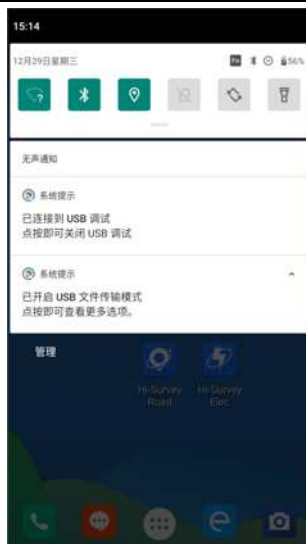 15:14
12月29日星期三
56%
无声通知
系统提示
已连接到 USB 调试
点按即可关闭 USB 调试
系统提示
已开启 USB 文件传输模式
点按即可查看更多选项。
管理
Hi-Survey Road
Hi-Survey Elec